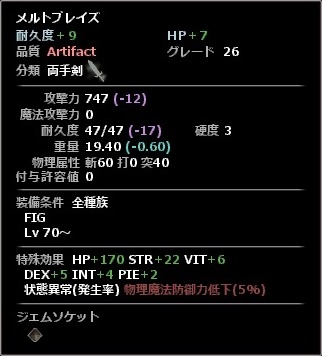 メルトブレイズ
耐久度+9 HP+7
品質 Artifact グレード 26
分類 両手剣
攻撃力 747 (-12)
魔法攻撃力 0
耐久度 47/47 (-17) 硬度 3
重量 19.40 (-0.60)
物理属性 斬60 打0 突40
付与許容値 0
装備条件 全種族
FIG
Lv 70～
特殊効果 HP+170 STR+22 VIT+6
DEX+5 INT+4 PIE+2
状態異常(発生率) 物理魔法防御力低下(5%)
ジェムソケット